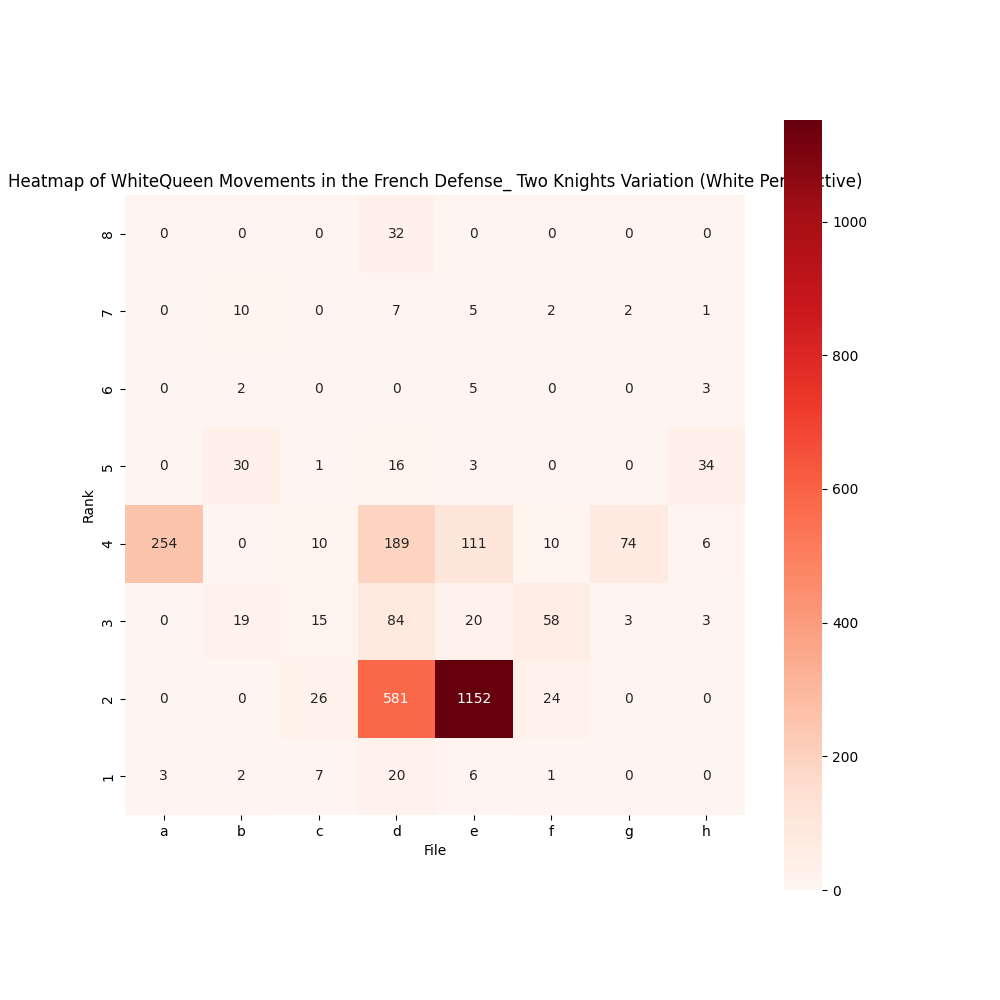 Heatmap of WhiteQueen Movements in the French Defense_ Two Knights Variation (White Per ctive)
8 0 0 0 32 0 0 0 0
7 0 10 0 7 5 2 2 1
6 0 2 0 0 5 0 0 3
5 0 30 1 16 3 0 0 34
4 254 0 10 189 111 10 74 6
3 0 19 15 84 20 58 3 3
2 0 0 26 581 1152 24 0 0
1 3 2 7 20 6 1 0 0
a b c d e f g h
File
Rank
1000
800
600
400
200
0